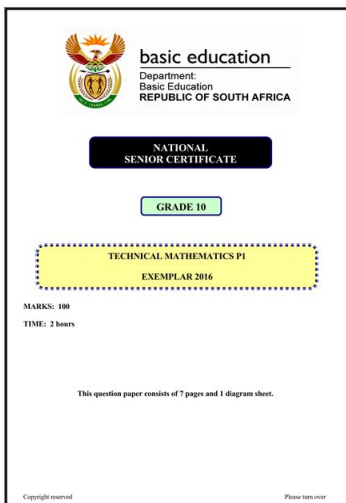 basic education
Department:
Basic Education
REPUBLIC OF SOUTH AFRICA
NATIONAL
SENIOR CERTIFICATE
GRADE 10
TECHNICAL MATHEMATICS P1
EXEMPLAR 2016
MARKS: 100
TIME: 2 hours
This question paper consists of 7 pages and 1 diagram sheet.
Copyright reserved
Please turn over